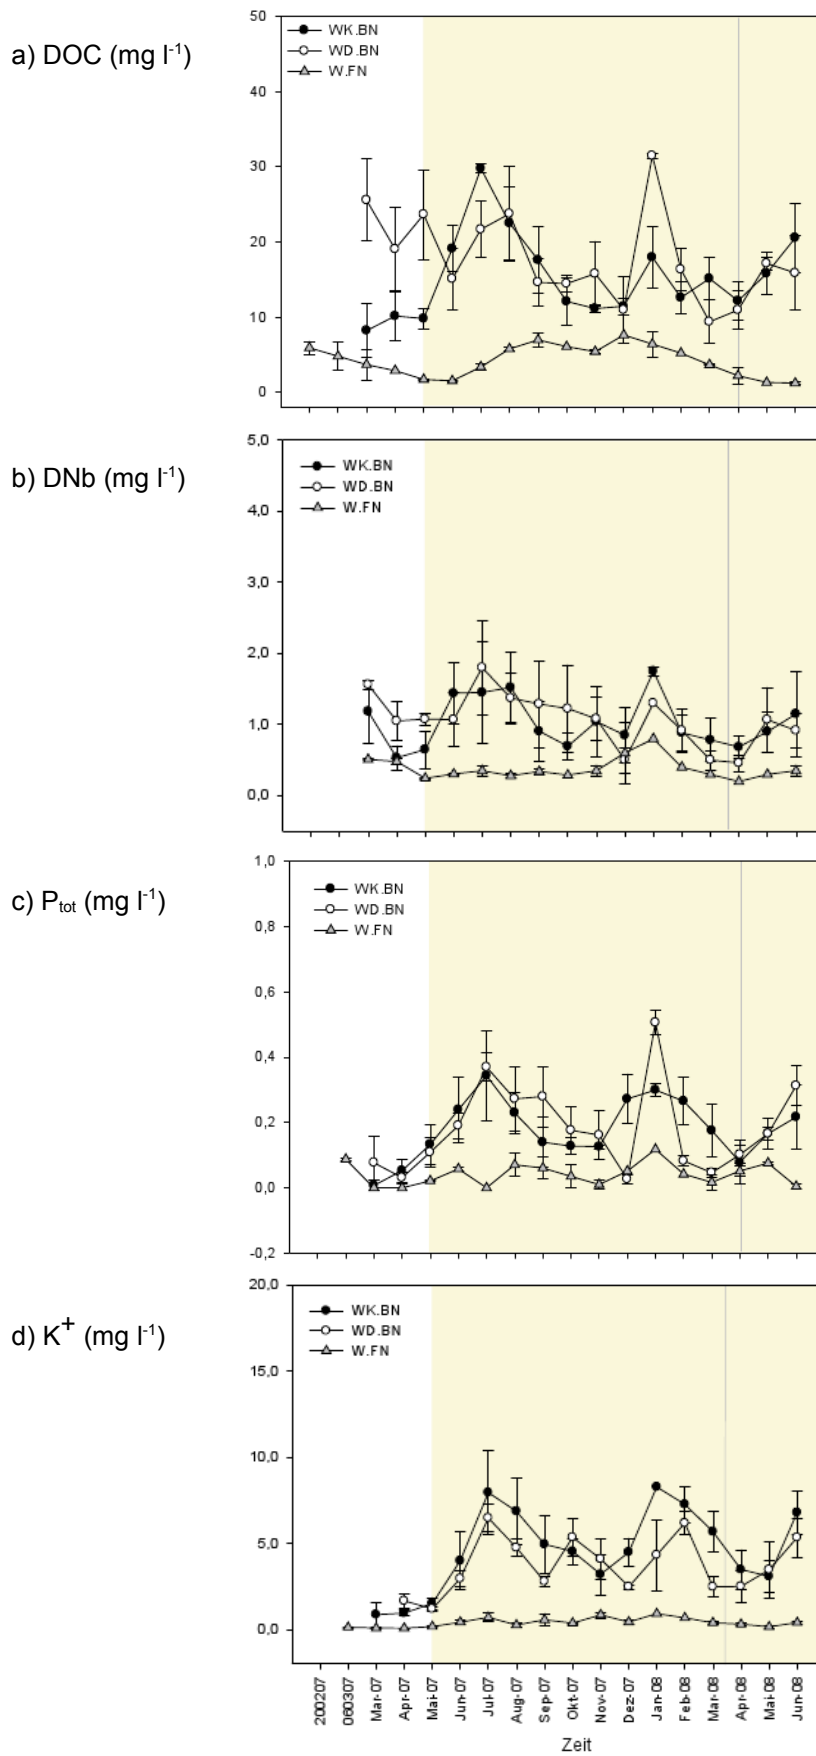 a) DOC (mg l-1)
50
40
30
20
10
0
WK.BN
WD.BN
W.FN
b) DNb (mg l-1)
5,0
4,0
3,0
2,0
1,0
0,0
WK.BN
WD.BN
W.FN
c) Ptot (mg l-1)
1,0
0,8
0,6
0,4
0,2
0,0
-0,2
WK.BN
WD.BN
W.FN
d) K+ (mg l-1)
20,0
15,0
10,0
5,0
0,0
WK.BN
WD.BN
W.FN
200207
060307
Mar-07
Apr-07
Mai-07
Jun-07
Jul-07
Aug-07
Sep-07
Okt-07
Nov-07
Dez-07
Jan-08
Feb-08
Mar-08
Apr-08
Mai-08
Jun-08
Zeit